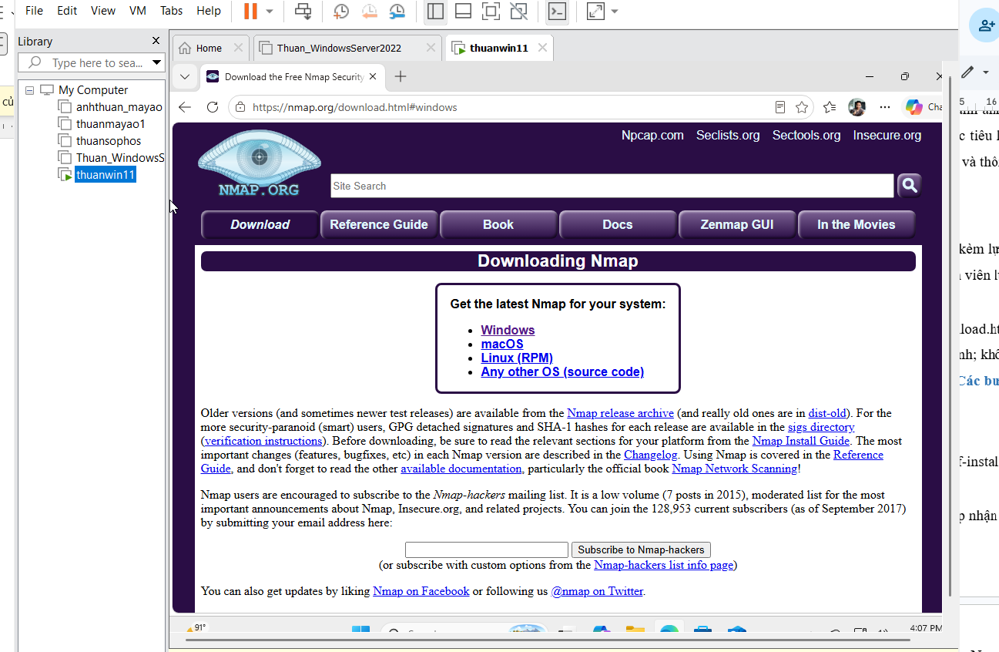 File Edit View VM Tabs Help
Library
Type here to sea...
My Computer
anhthuan_mayao
thuanmayao1
thuansophos
Thuan_WindowsS
thuanwin11
Home
Thuan_WindowsServer2022
thuanwin11
Download the Free Nmap Security
https://nmap.org/download.html#windows
Cha
Npcap.com Seclists.org Sectools.org Insecure.org
NMAP.ORG
Site Search
Download Reference Guide Book Docs Zenmap GUI In the Movies
Downloading Nmap
Get the latest Nmap for your system:
• Windows
• macOS
• Linux (RPM)
• Any other OS (source code)
Older versions (and sometimes newer test releases) are available from the Nmap release archive (and really old ones are in dist-old). For the
more security-paranoid (smart) users, GPG detached signatures and SHA-1 hashes for each release are available in the sigs directory
(verification instructions). Before downloading, be sure to read the relevant sections for your platform from the Nmap Install Guide. The most
important changes (features, bugfixes, etc) in each Nmap version are described in the Changelog. Using Nmap is covered in the Reference
Guide, and don't forget to read the other available documentation, particularly the official book Nmap Network Scanning!
Nmap users are encouraged to subscribe to the Nmap-hackers mailing list. It is a low volume (7 posts in 2015), moderated list for the most
important announcements about Nmap, Insecure.org, and related projects. You can join the 128,953 current subscribers (as of September 2017)
by submitting your email address here:
Subscribe to Nmap-hackers
(or subscribe with custom options from the Nmap-hackers list info page)
You can also get updates by liking Nmap on Facebook or following us @nmap on Twitter.
91°
4:07 PM
củ
5 16
c tiêu
và thô
kèm lự
viên l
load.ht
nh; khô
Các bư
f-instal
p nhận